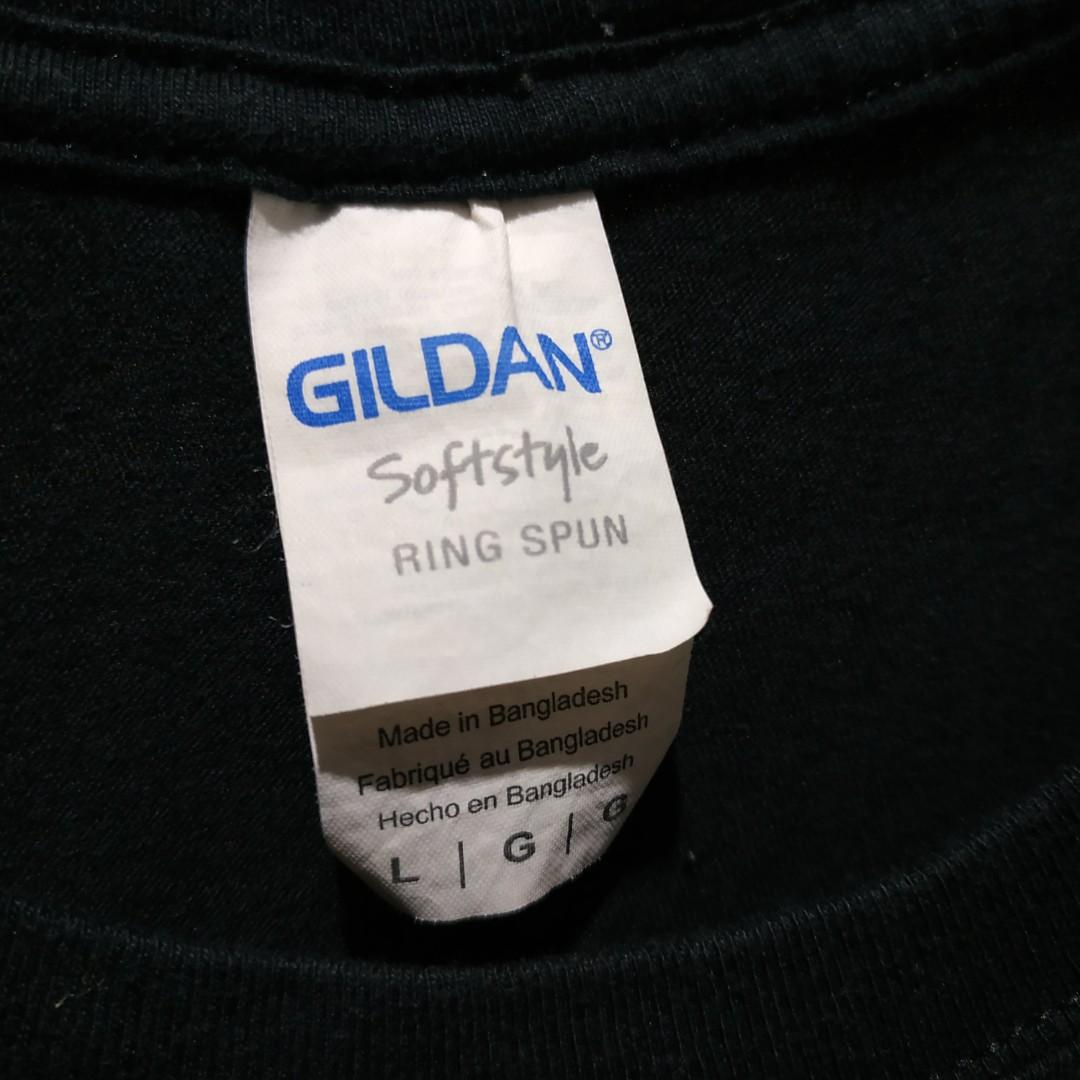 GILDAN®
Softstyle
RING SPUN
Made in Bangladesh
Fabriqué au Bangladesh
Hecho en Bangladesh
L | G | G